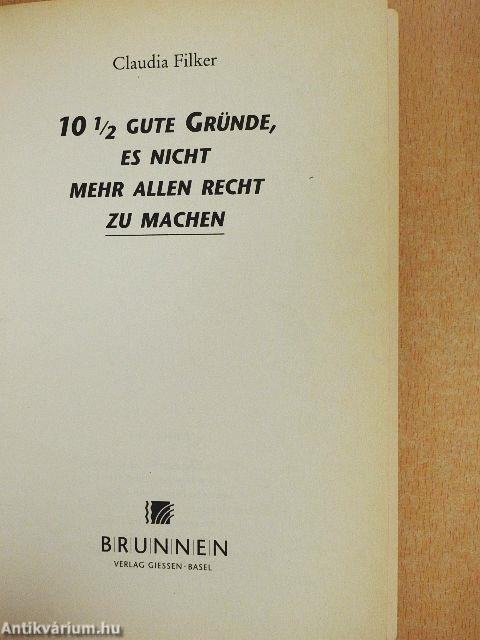 Claudia Filker
10 1/2 GUTE GRÜNDE,
ES NICHT
MEHR ALLEN RECHT
ZU MACHEN
BRUNNEN
VERLAG GIESSEN · BASEL
Antikvárium.hu